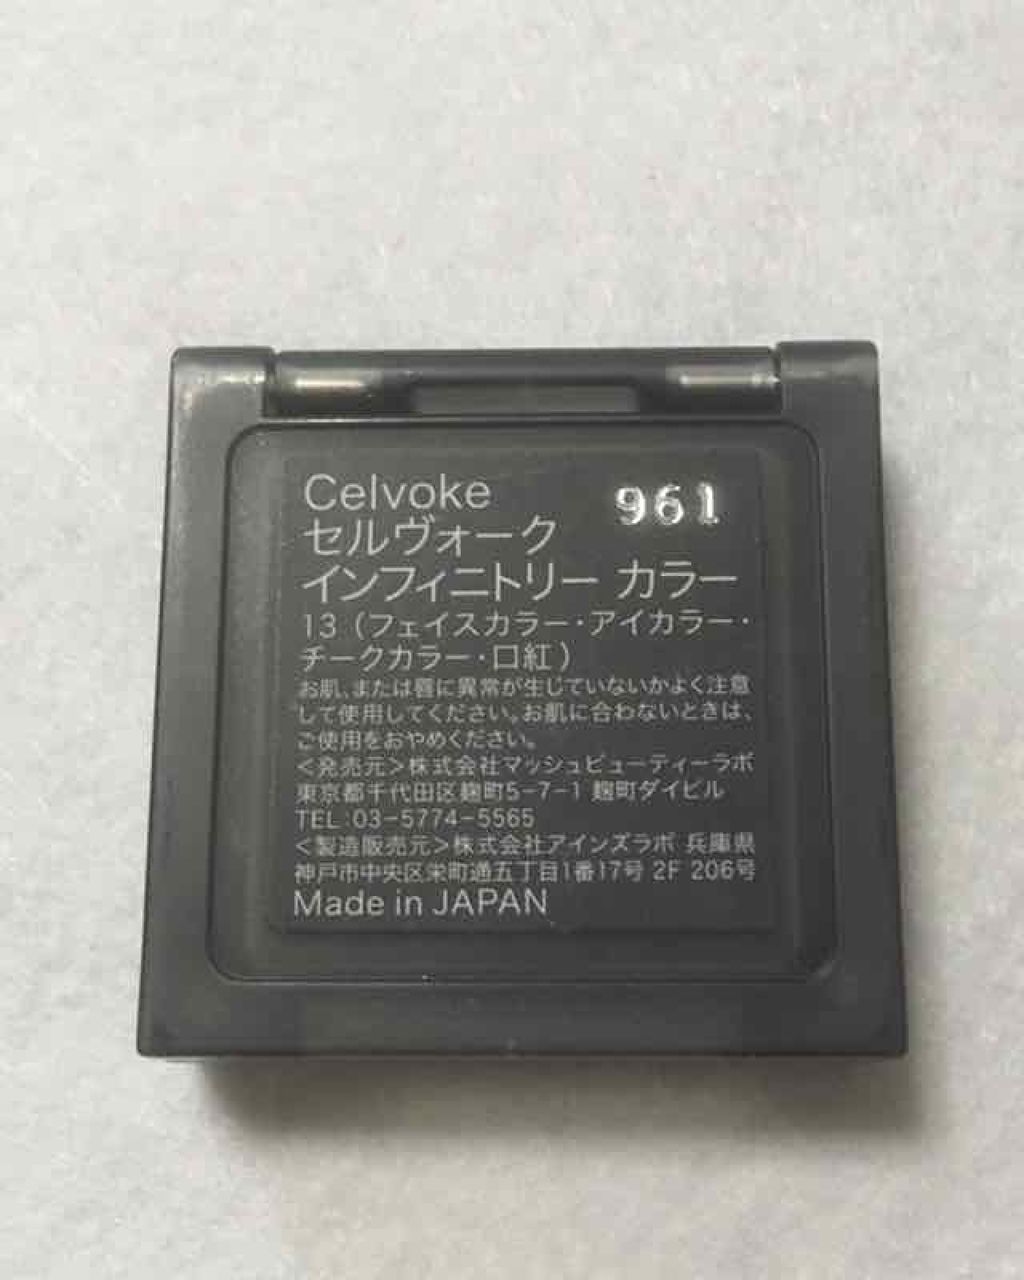 Celvoke 961
セルヴォーク
インフィニトリー カラー
13（フェイスカラー・アイカラー・
チークカラー・口紅）
お肌、または唇に異常が生じていないかよく注意
して使用してください。お肌に合わないときは、
ご使用をおやめください。
＜発売元＞株式会社マッシュビューティーラボ
東京都千代田区麹町5-7-1 麹町ダイビル
TEL:03-5774-5565
＜製造販売元＞株式会社アインズラボ 兵庫県
神戸市中央区栄町通五丁目1番17号 2F 206号
Made in JAPAN